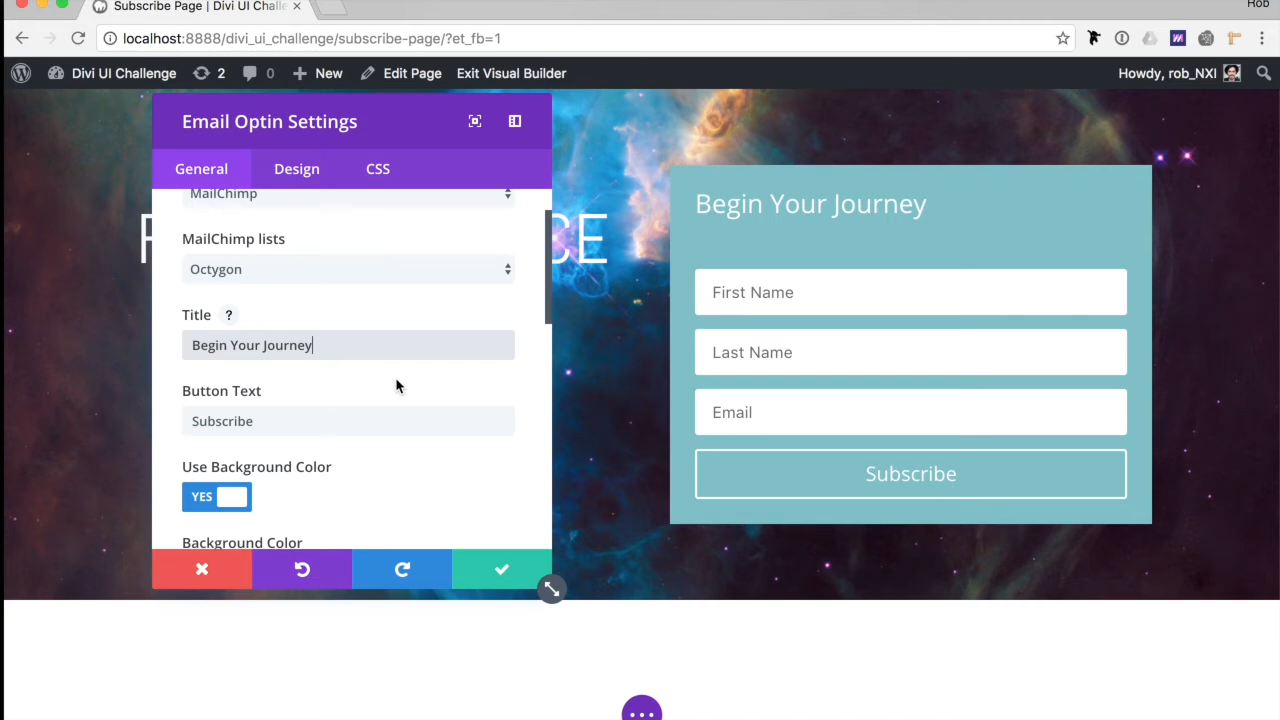 Subscribe Page | Divi UI Challe
Rob
localhost:8888/divi_ui_challenge/subscribe-page/?et_fb=1
Divi UI Challenge 2 0 New Edit Page Exit Visual Builder Howdy, rob_NXI
Email Optin Settings
General Design CSS
MailChimp
MailChimp lists
Octygon
Title ?
Begin Your Journey
Button Text
Subscribe
Use Background Color
YES
Background Color
CE
Begin Your Journey
First Name
Last Name
Email
Subscribe